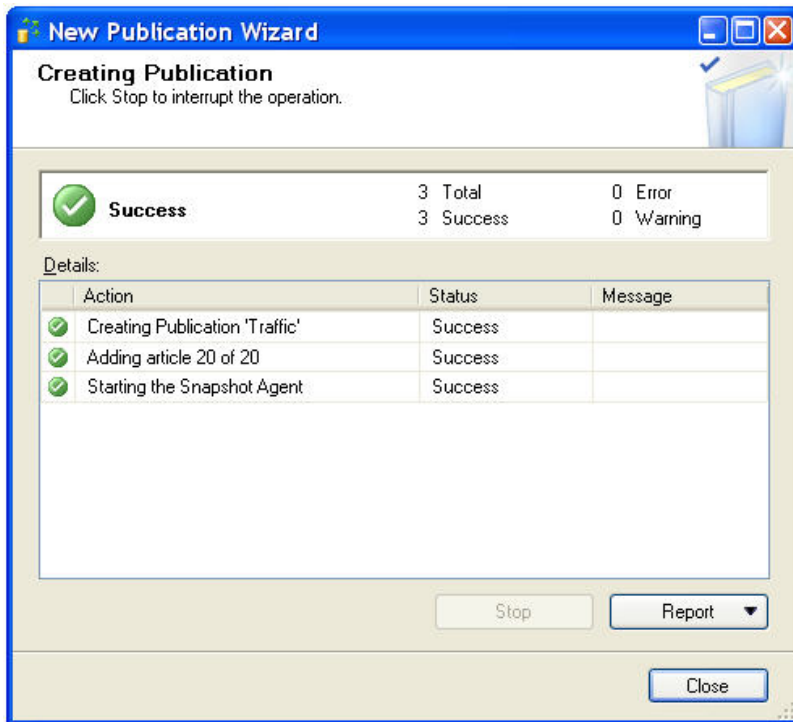 New Publication Wizard
Creating Publication
Click Stop to interrupt the operation.
Success 3 Total 0 Error
3 Success 0 Warning
Details:
Action Status Message
Creating Publication 'Traffic' Success
Adding article 20 of 20 Success
Starting the Snapshot Agent Success
Stop Report
Close